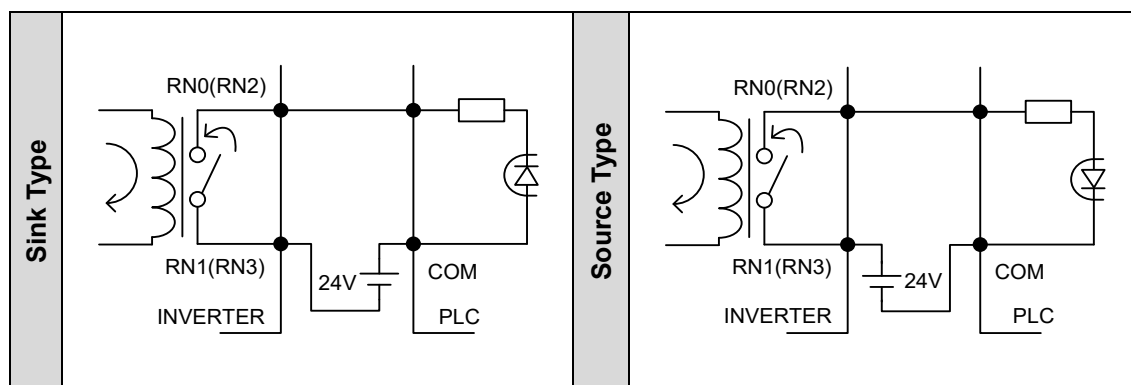 Sink Type
RN0(RN2)
RN1(RN3)
24V
COM
INVERTER
PLC
Source Type
RN0(RN2)
RN1(RN3)
24V
COM
INVERTER
PLC